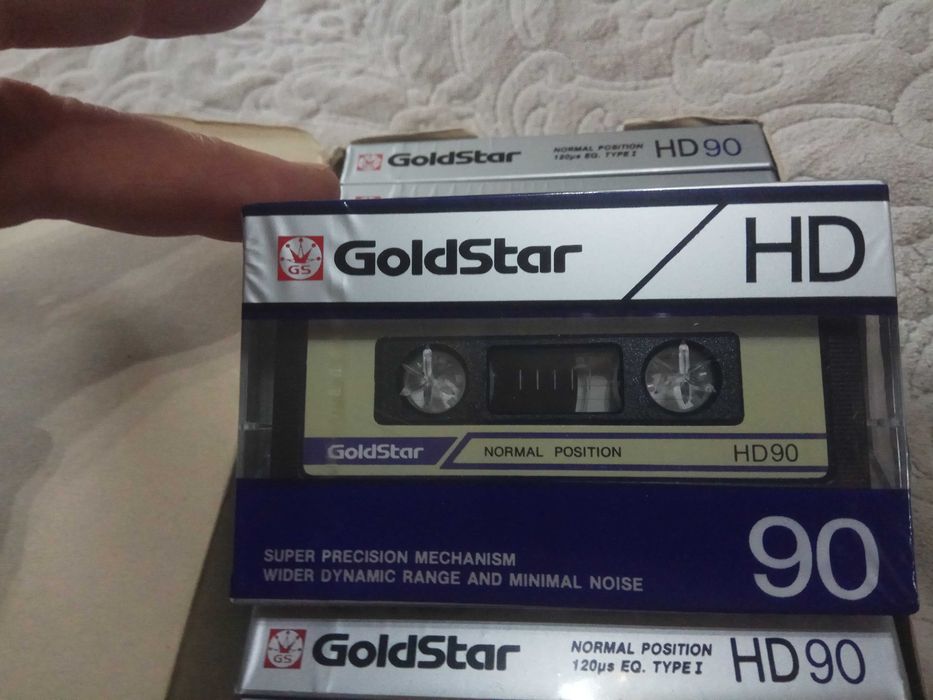 GoldStar
NORMAL POSITION
120µs EQ. TYPE I
HD90
GS GoldStar
HD
GoldStar
NORMAL POSITION
HD90
SUPER PRECISION MECHANISM
WIDER DYNAMIC RANGE AND MINIMAL NOISE
90
GS GoldStar
NORMAL POSITION
120µs EQ. TYPE I
HD90